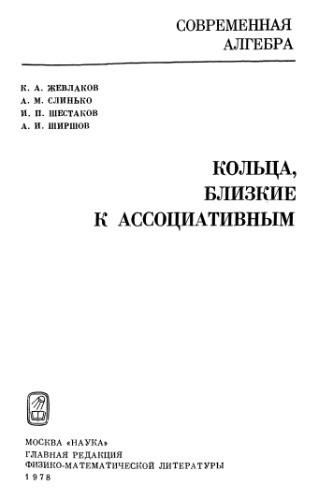 СОВРЕМЕННАЯ
АЛГЕБРА
К. А. ЖЕВЛАКОВ
А. М. СЛИНЬКО
И. П. ШЕСТАКОВ
А. И. ШИРШОВ
КОЛЬЦА,
БЛИЗКИЕ
К АССОЦИАТИВНЫМ
МОСКВА «НАУКА»
ГЛАВНАЯ РЕДАКЦИЯ
ФИЗИКО-МАТЕМАТИЧЕСКОЙ ЛИТЕРАТУРЫ
1978